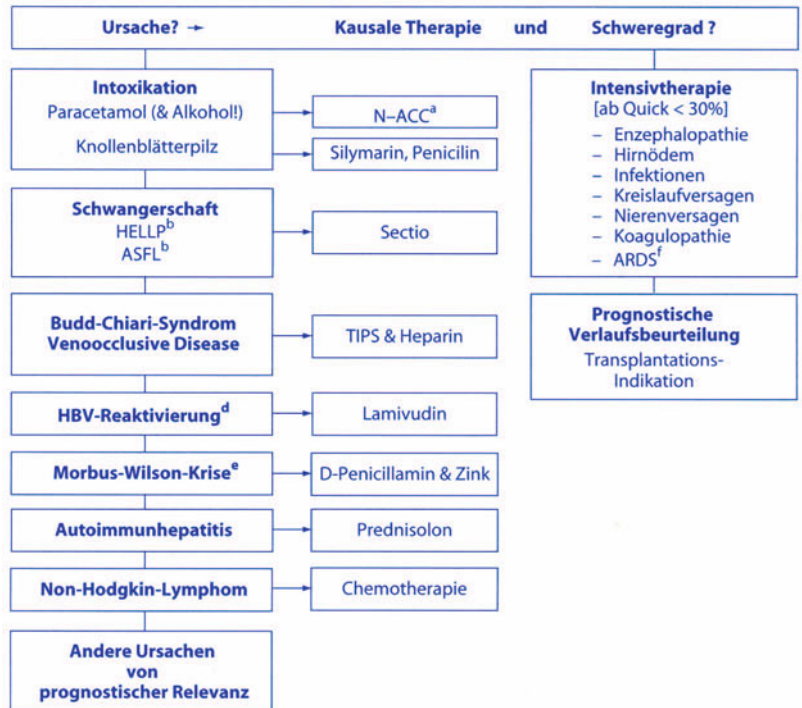 Ursache? → Kausale Therapie und Schweregrad ?
Intoxikation
Paracetamol (& Alkohol!)
N–ACCᵃ
Knollenblätterpilz
Silymarin, Penicilin
Schwangerschaft
HELLPᵇ
ASFLᵇ
Sectio
Budd-Chiari-Syndrom
Venoocclusive Disease
TIPS & Heparin
HBV-Reaktivierungᵈ
Lamivudin
Morbus-Wilson-Kriseᵉ
D-Penicillamin & Zink
Autoimmunhepatitis
Prednisolon
Non-Hodgkin-Lymphom
Chemotherapie
Andere Ursachen
von
prognostischer Relevanz
Intensivtherapie
[ab Quick < 30%]
– Enzephalopathie
– Hirnödem
– Infektionen
– Kreislaufversagen
– Nierenversagen
– Koagulopathie
– ARDSᶠ
Prognostische
Verlaufsbeurteilung
Transplantations-
Indikation